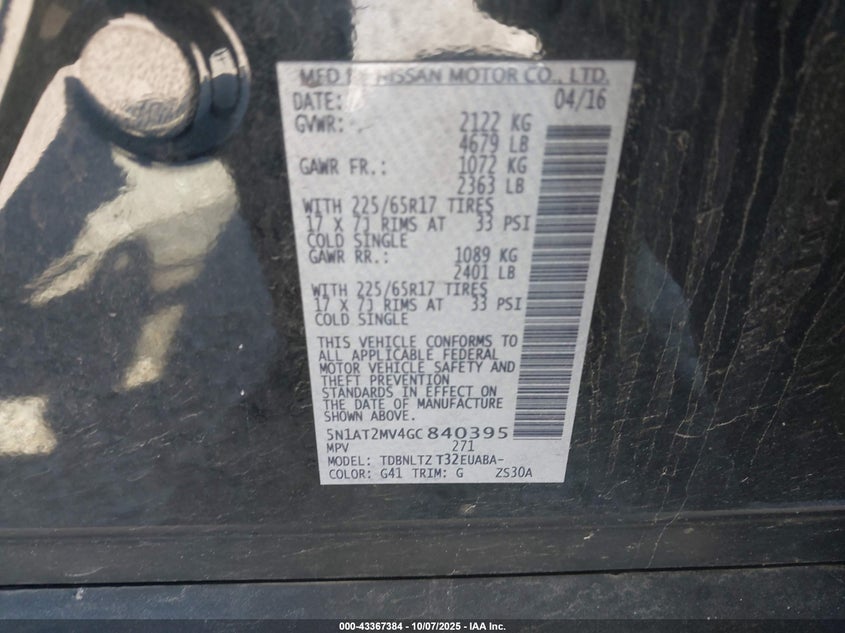 MFD BY NISSAN MOTOR CO., LTD.
DATE: 04/16
GVWR: 2122 KG
4679 LB
GAWR FR.: 1072 KG
2363 LB
WITH 225/65R17 TIRES
17 X 7J RIMS AT 33 PSI
COLD SINGLE
GAWR RR.: 1089 KG
2401 LB
WITH 225/65R17 TIRES
17 X 7J RIMS AT 33 PSI
COLD SINGLE
THIS VEHICLE CONFORMS TO
ALL APPLICABLE FEDERAL
MOTOR VEHICLE SAFETY AND
THEFT PREVENTION
STANDARDS IN EFFECT ON
THE DATE OF MANUFACTURE
SHOWN ABOVE.
5N1AT2MV4GC840395
MPV 271
MODEL: TDBNLTZ T32EUABA-
COLOR: G41 TRIM: G ZS30A
000-43367384 - 10/07/2025 - IAA Inc.